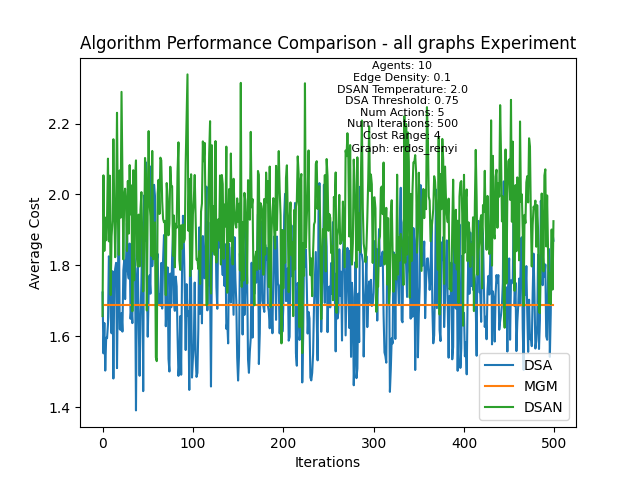 Algorithm Performance Comparison - all graphs Experiment
Agents: 10
Edge Density: 0.1
DSAN Temperature: 2.0
DSA Threshold: 0.75
Num Actions: 5
Num Iterations: 500
Cost Range: 4
Graph: erdos_renyi
Average Cost
2.2
2.0
1.8
1.6
1.4
DSA
MGM
DSAN
0
100
200
300
400
500
Iterations